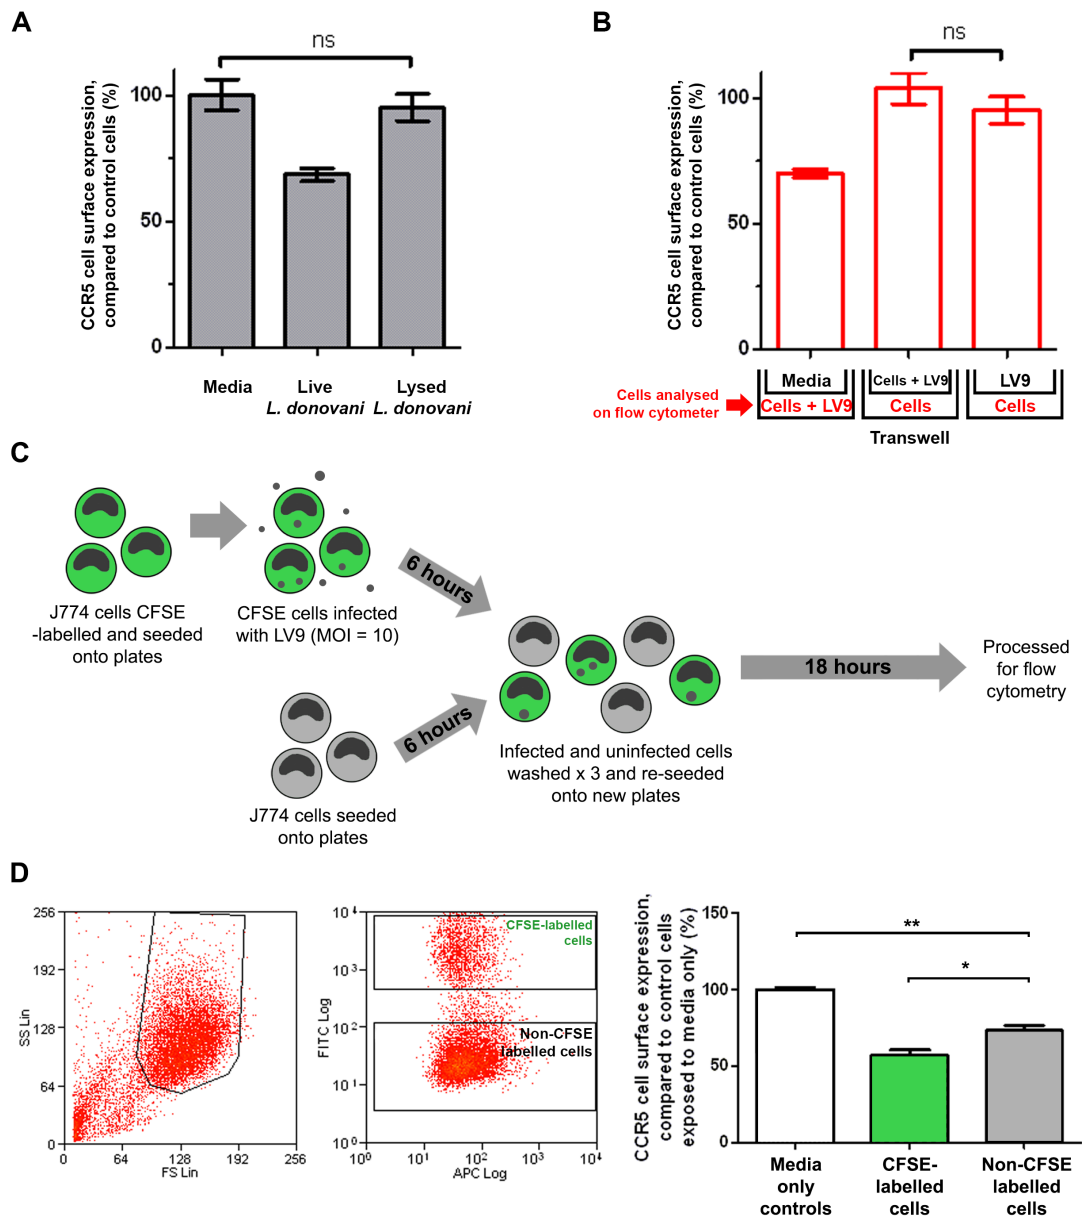 A
CCR5 cell surface expression,
compared to control cells (%)
ns
100
50
0
Media
Live
L. donovani
Lysed
L. donovani
B
CCR5 cell surface expression,
compared to control cells (%)
ns
100
50
0
Cells analysed
on flow cytometer
Media
Cells + LV9
Cells + LV9
Cells
LV9
Cells
Transwell
C
J774 cells CFSE
-labelled and seeded
onto plates
CFSE cells infected
with LV9 (MOI = 10)
6 hours
J774 cells seeded
onto plates
6 hours
Infected and uninfected cells
washed x 3 and re-seeded
onto new plates
18 hours
Processed
for flow
cytometry
D
SS Lin
256
192
128
64
0
0 64 128 192 256
FS Lin
FITC Log
10⁴
10³
10²
10¹
10⁰
CFSE-labelled
cells
Non-CFSE
labelled cells
10⁰ 10¹ 10² 10³ 10⁴
APC Log
CCR5 cell surface expression,
compared to control cells
exposed to media only (%)
150
100
50
0
**
*
Media
only
controls
CFSE-
labelled
cells
Non-CFSE
labelled
cells